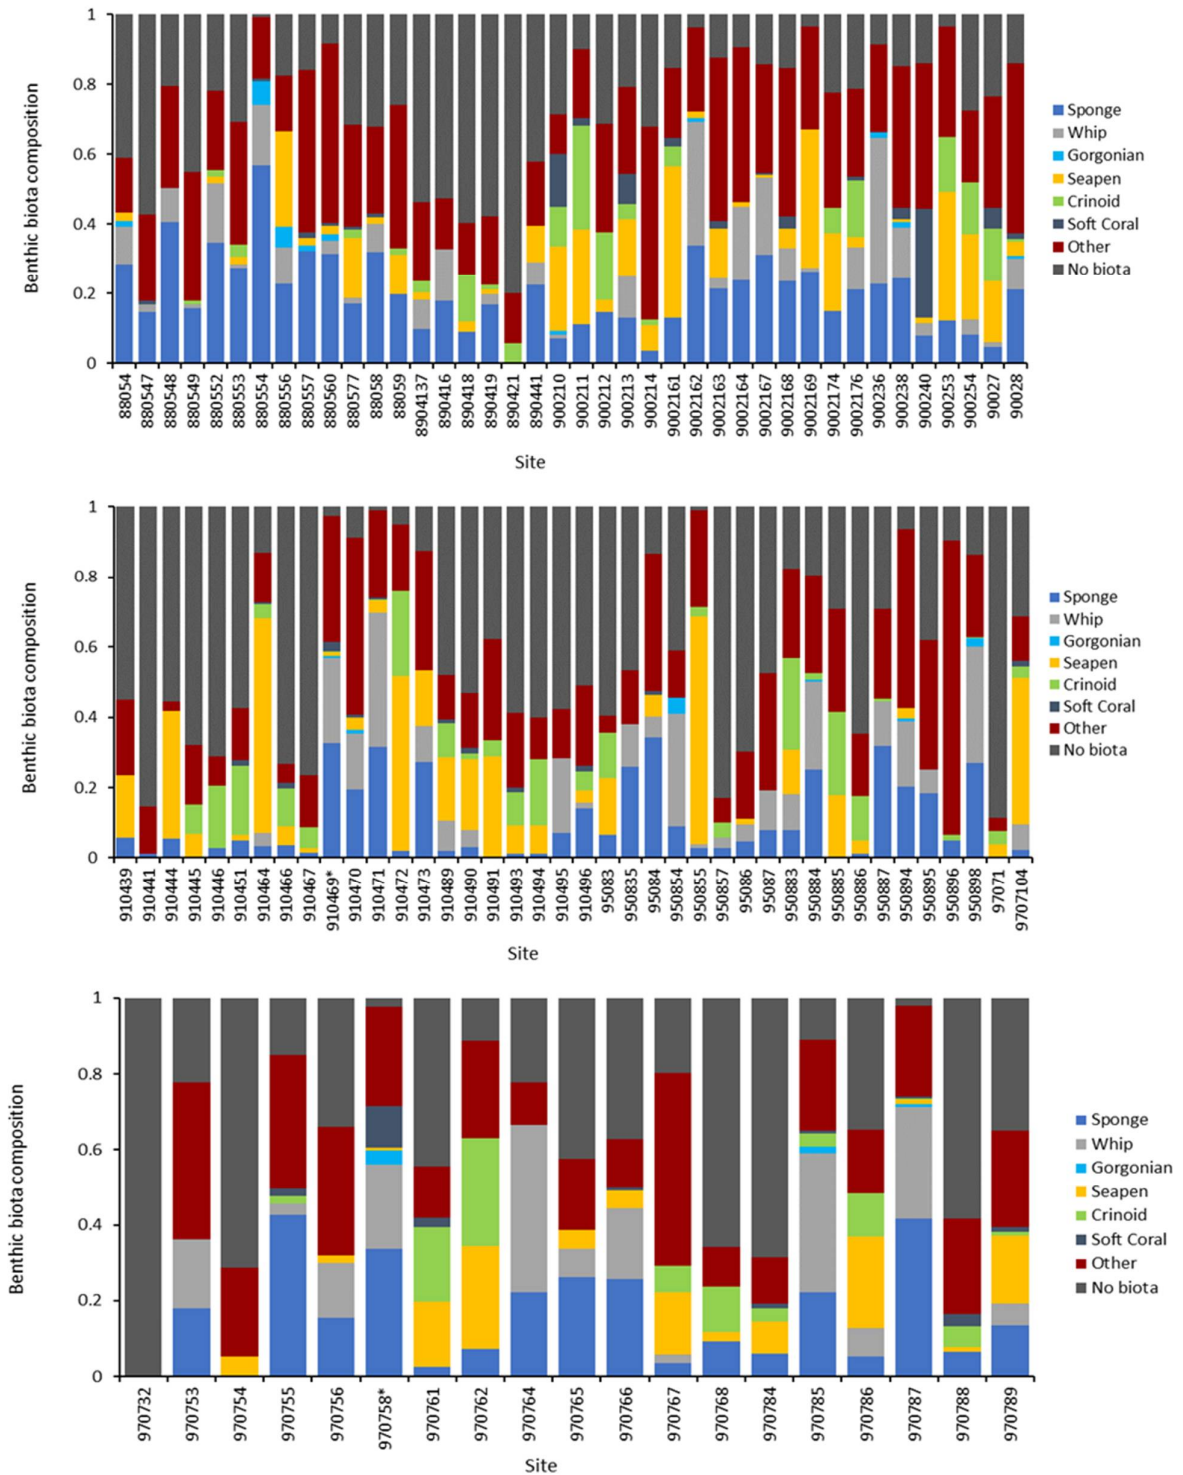 Benthic biota composition
1
0.8
0.6
0.4
0.2
0
88054 880547 880548 880549 880552 880553 880554 880556 880557 880560 880577 88058 88059 8904137 890416 890418 890419 890421 890441 900210 900211 900212 900213 900214 9002161 9002162 9002163 9002164 9002167 9002168 9002169 9002174 9002176 900236 900238 900240 900253 900254 90027 90028
Site
Sponge
Whip
Gorgonian
Seapen
Crinoid
Soft Coral
Other
No biota
Benthic biota composition
1
0.8
0.6
0.4
0.2
0
910439 910441 910444 910445 910446 910451 910464 910466 910467 910469* 910470 910471 910472 910473 910489 910490 910491 910493 910494 910495 910496 95083 950835 95084 950854 950855 950857 95086 95087 950883 950884 950885 950886 950887 950894 950895 950896 950898 97071 9707104
Site
Sponge
Whip
Gorgonian
Seapen
Crinoid
Soft Coral
Other
No biota
Benthic biota composition
1
0.8
0.6
0.4
0.2
0
970732 970753 970754 970755 970756 970758* 970761 970762 970764 970765 970766 970767 970768 970784 970785 970786 970787 970788 970789
Site
Sponge
Whip
Gorgonian
Seapen
Crinoid
Soft Coral
Other
No biota